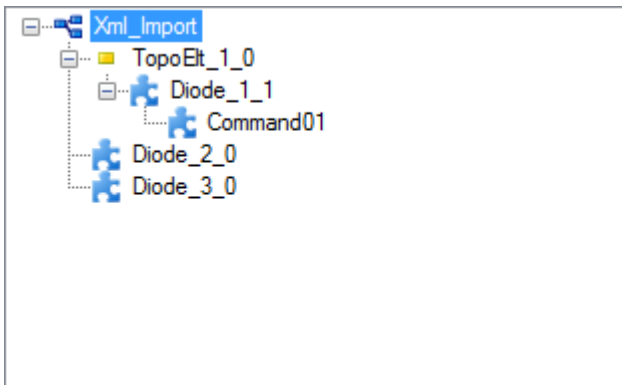 Xml_Import
TopoElt_1_0
Diode_1_1
Command01
Diode_2_0
Diode_3_0